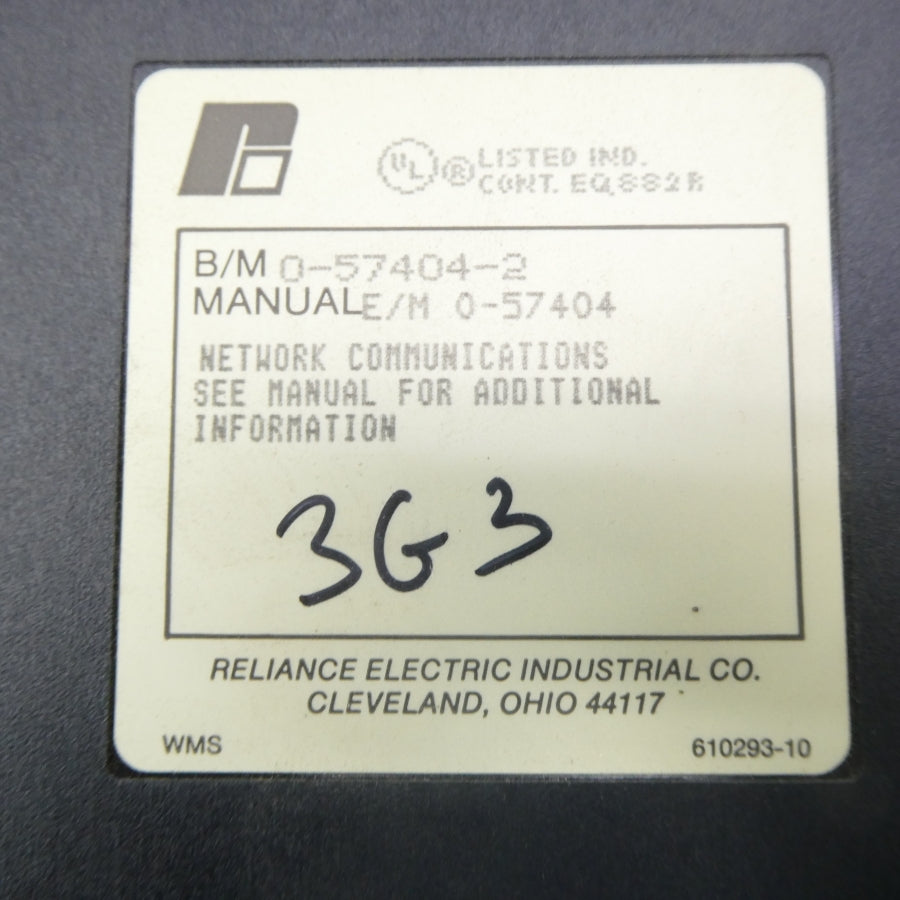 UL ® LISTED IND.
CONT. EQ.882R
B/M 0-57404-2
MANUAL E/M 0-57404
NETWORK COMMUNICATIONS
SEE MANUAL FOR ADDITIONAL
INFORMATION
3G3
RELIANCE ELECTRIC INDUSTRIAL CO.
CLEVELAND, OHIO 44117
WMS 610293-10